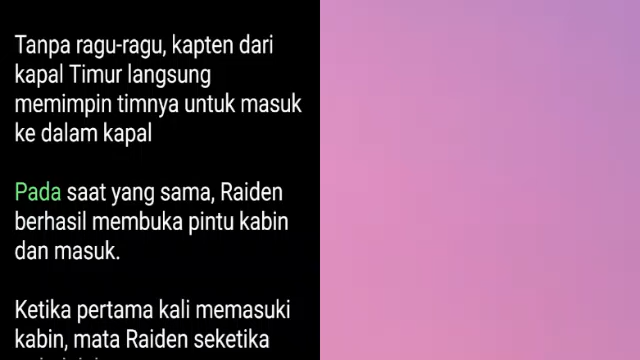 Tanpa ragu-ragu, kapten dari
kapal Timur langsung
memimpin timnya untuk masuk
ke dalam kapal
Pada saat yang sama, Raiden
berhasil membuka pintu kabin
dan masuk.
Ketika pertama kali memasuki
kabin, mata Raiden seketika